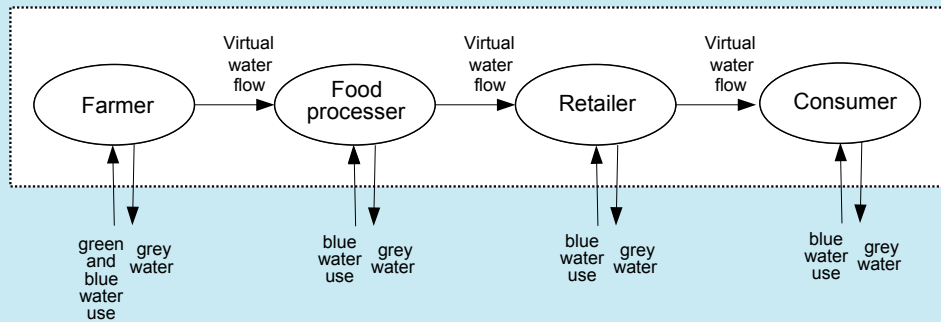 Virtual
water
flow
Virtual
water
flow
Virtual
water
flow
Farmer
Food
processer
Retailer
Consumer
green
and
blue
water
use
grey
water
blue
water
use
grey
water
blue
water
use
grey
water
blue
water
use
grey
water